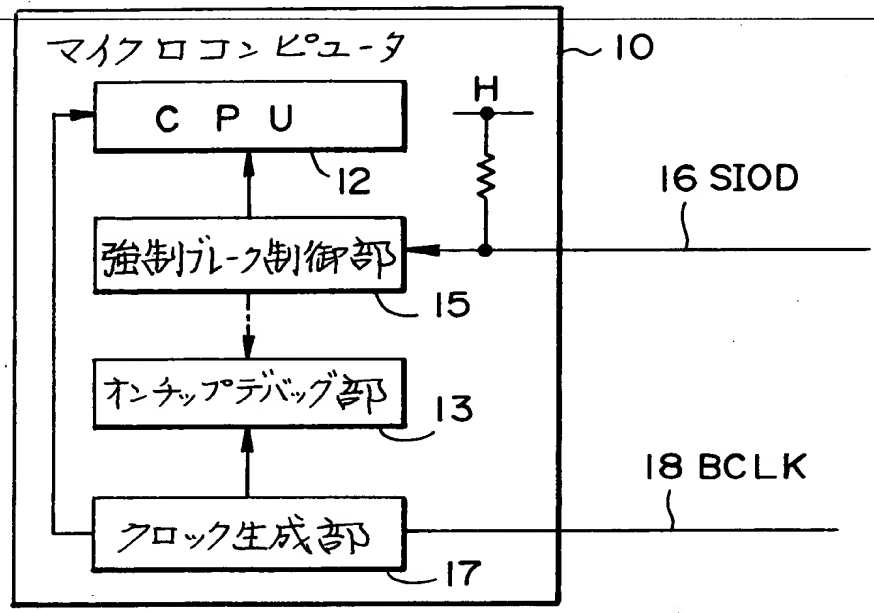 マイクロコンピュータ
10
H
CPU
12
16 SIOD
強制ブレーク制御部
15
オンチップデバッグ部
13
18 BCLK
クロック生成部
17